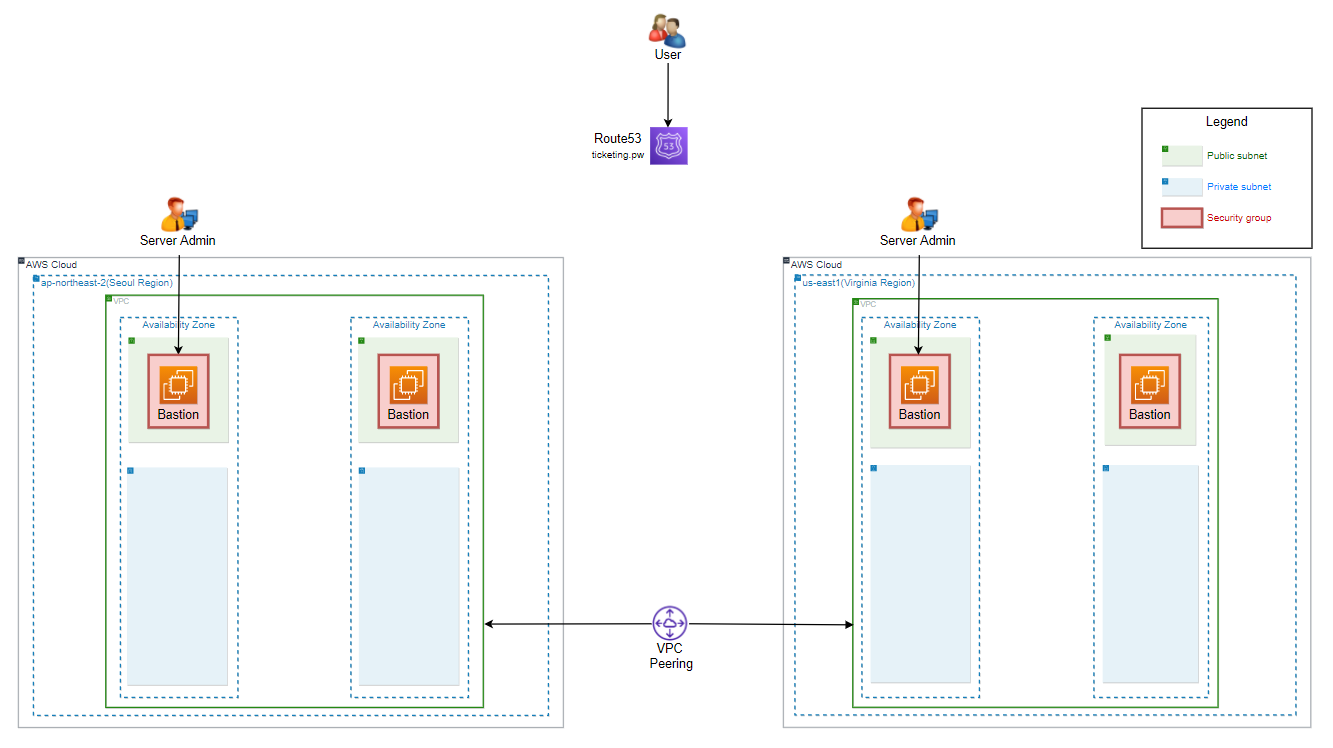 User
Route53
ticketing.pw
53
Legend
Public subnet
Private subnet
Security group
Server Admin
Server Admin
AWS Cloud
ap-northeast-2(Seoul Region)
VPC
Availability Zone
Availability Zone
Bastion
Bastion
AWS Cloud
us-east1(Virginia Region)
VPC
Availability Zone
Availability Zone
Bastion
Bastion
VPC
Peering